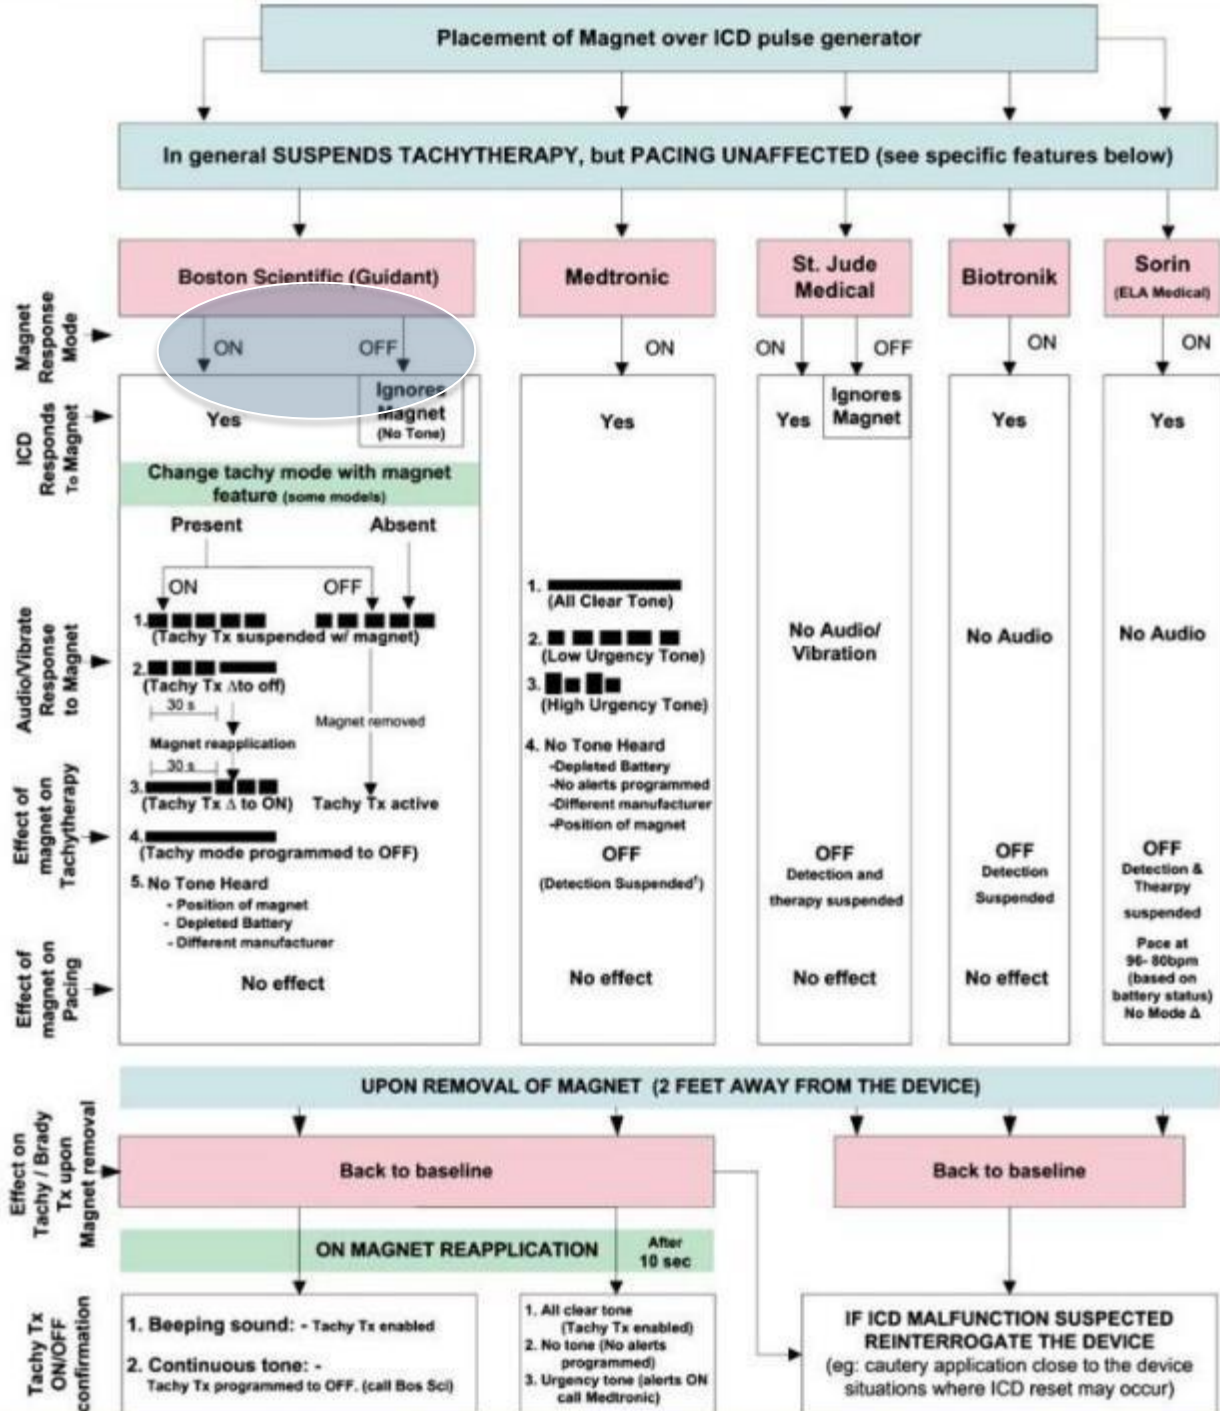 Placement of Magnet over ICD pulse generator
In general SUSPENDS TACHYTHERAPY, but PACING UNAFFECTED (see specific features below)
Boston Scientific (Guidant)
Medtronic
St. Jude
Medical
Biotronik
Sorin
(ELA Medical)
Magnet
Response
Mode
ON
OFF
ON
ON
OFF
ON
ON
ICD
Responds
To Magnet
Yes
Ignores
Magnet
(No Tone)
Yes
Yes
Ignores
Magnet
Yes
Yes
Change tachy mode with magnet
feature (some models)
Present
Absent
ON
OFF
Audio/Vibrate
Response
to Magnet
1.
(Tachy Tx suspended w/ magnet)
2.
(Tachy Tx Δto off)
30 s
Magnet reapplication
30 s
3.
(Tachy Tx Δ to ON)
Magnet removed
Tachy Tx active
4.
(Tachy mode programmed to OFF)
5. No Tone Heard
- Position of magnet
- Depleted Battery
- Different manufacturer
1.
(All Clear Tone)
2.
(Low Urgency Tone)
3.
(High Urgency Tone)
4. No Tone Heard
-Depleted Battery
-No alerts programmed
-Different manufacturer
-Position of magnet
No Audio/
Vibration
No Audio
No Audio
Effect of
magnet on
Tachytherapy
OFF
(Detection Suspended†)
OFF
Detection and
therapy suspended
OFF
Detection
Suspended
OFF
Detection &
Thearpy
suspended
Effect of
magnet on
Pacing
No effect
No effect
No effect
No effect
Pace at
96- 80bpm
(based on
battery status)
No Mode Δ
UPON REMOVAL OF MAGNET (2 FEET AWAY FROM THE DEVICE)
Effect on
Tachy / Brady
Tx upon
Magnet removal
Back to baseline
Back to baseline
ON MAGNET REAPPLICATION
After
10 sec
Tachy Tx
ON/OFF
confirmation
1. Beeping sound: - Tachy Tx enabled
2. Continuous tone: -
Tachy Tx programmed to OFF. (call Bos Sci)
1. All clear tone
(Tachy Tx enabled)
2. No tone (No alerts
programmed)
3. Urgency tone (alerts ON
call Medtronic)
IF ICD MALFUNCTION SUSPECTED
REINTERROGATE THE DEVICE
(eg: cautery application close to the device
situations where ICD reset may occur)